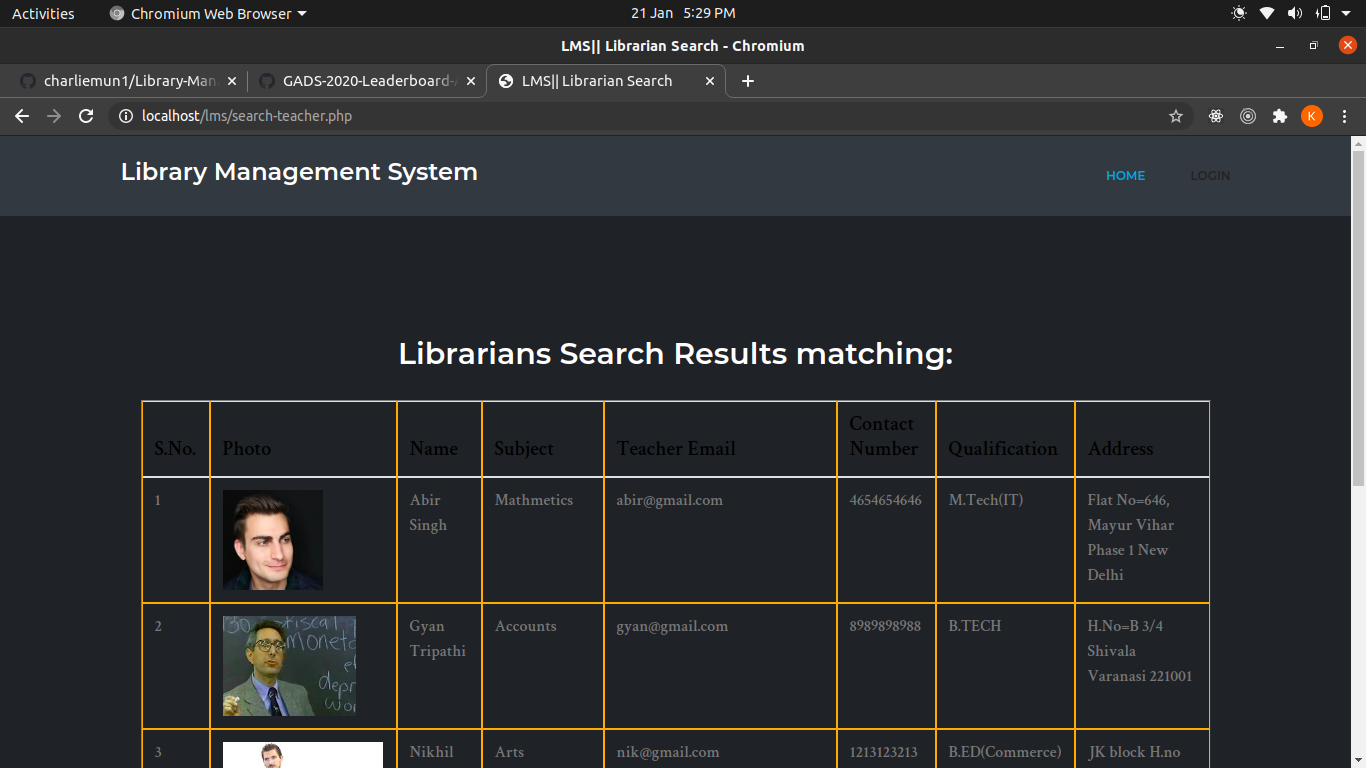 Activities Chromium Web Browser 21 Jan 5:29 PM
LMS|| Librarian Search - Chromium
charliemun1/Library-Man GADS-2020-Leaderboard- LMS|| Librarian Search
localhost/lms/search-teacher.php K
Library Management System HOME LOGIN
Librarians Search Results matching:
S.No. Photo Name Subject Teacher Email Contact Number Qualification Address
1 Abir Singh Mathmetics abir@gmail.com 4654654646 M.Tech(IT) Flat No=646, Mayur Vihar Phase 1 New Delhi
2 Gyan Tripathi Accounts gyan@gmail.com 8989898988 B.TECH H.No=B 3/4 Shivala Varanasi 221001
3 Nikhil Arts nik@gmail.com 1213123213 B.ED(Commerce) JK block H.no